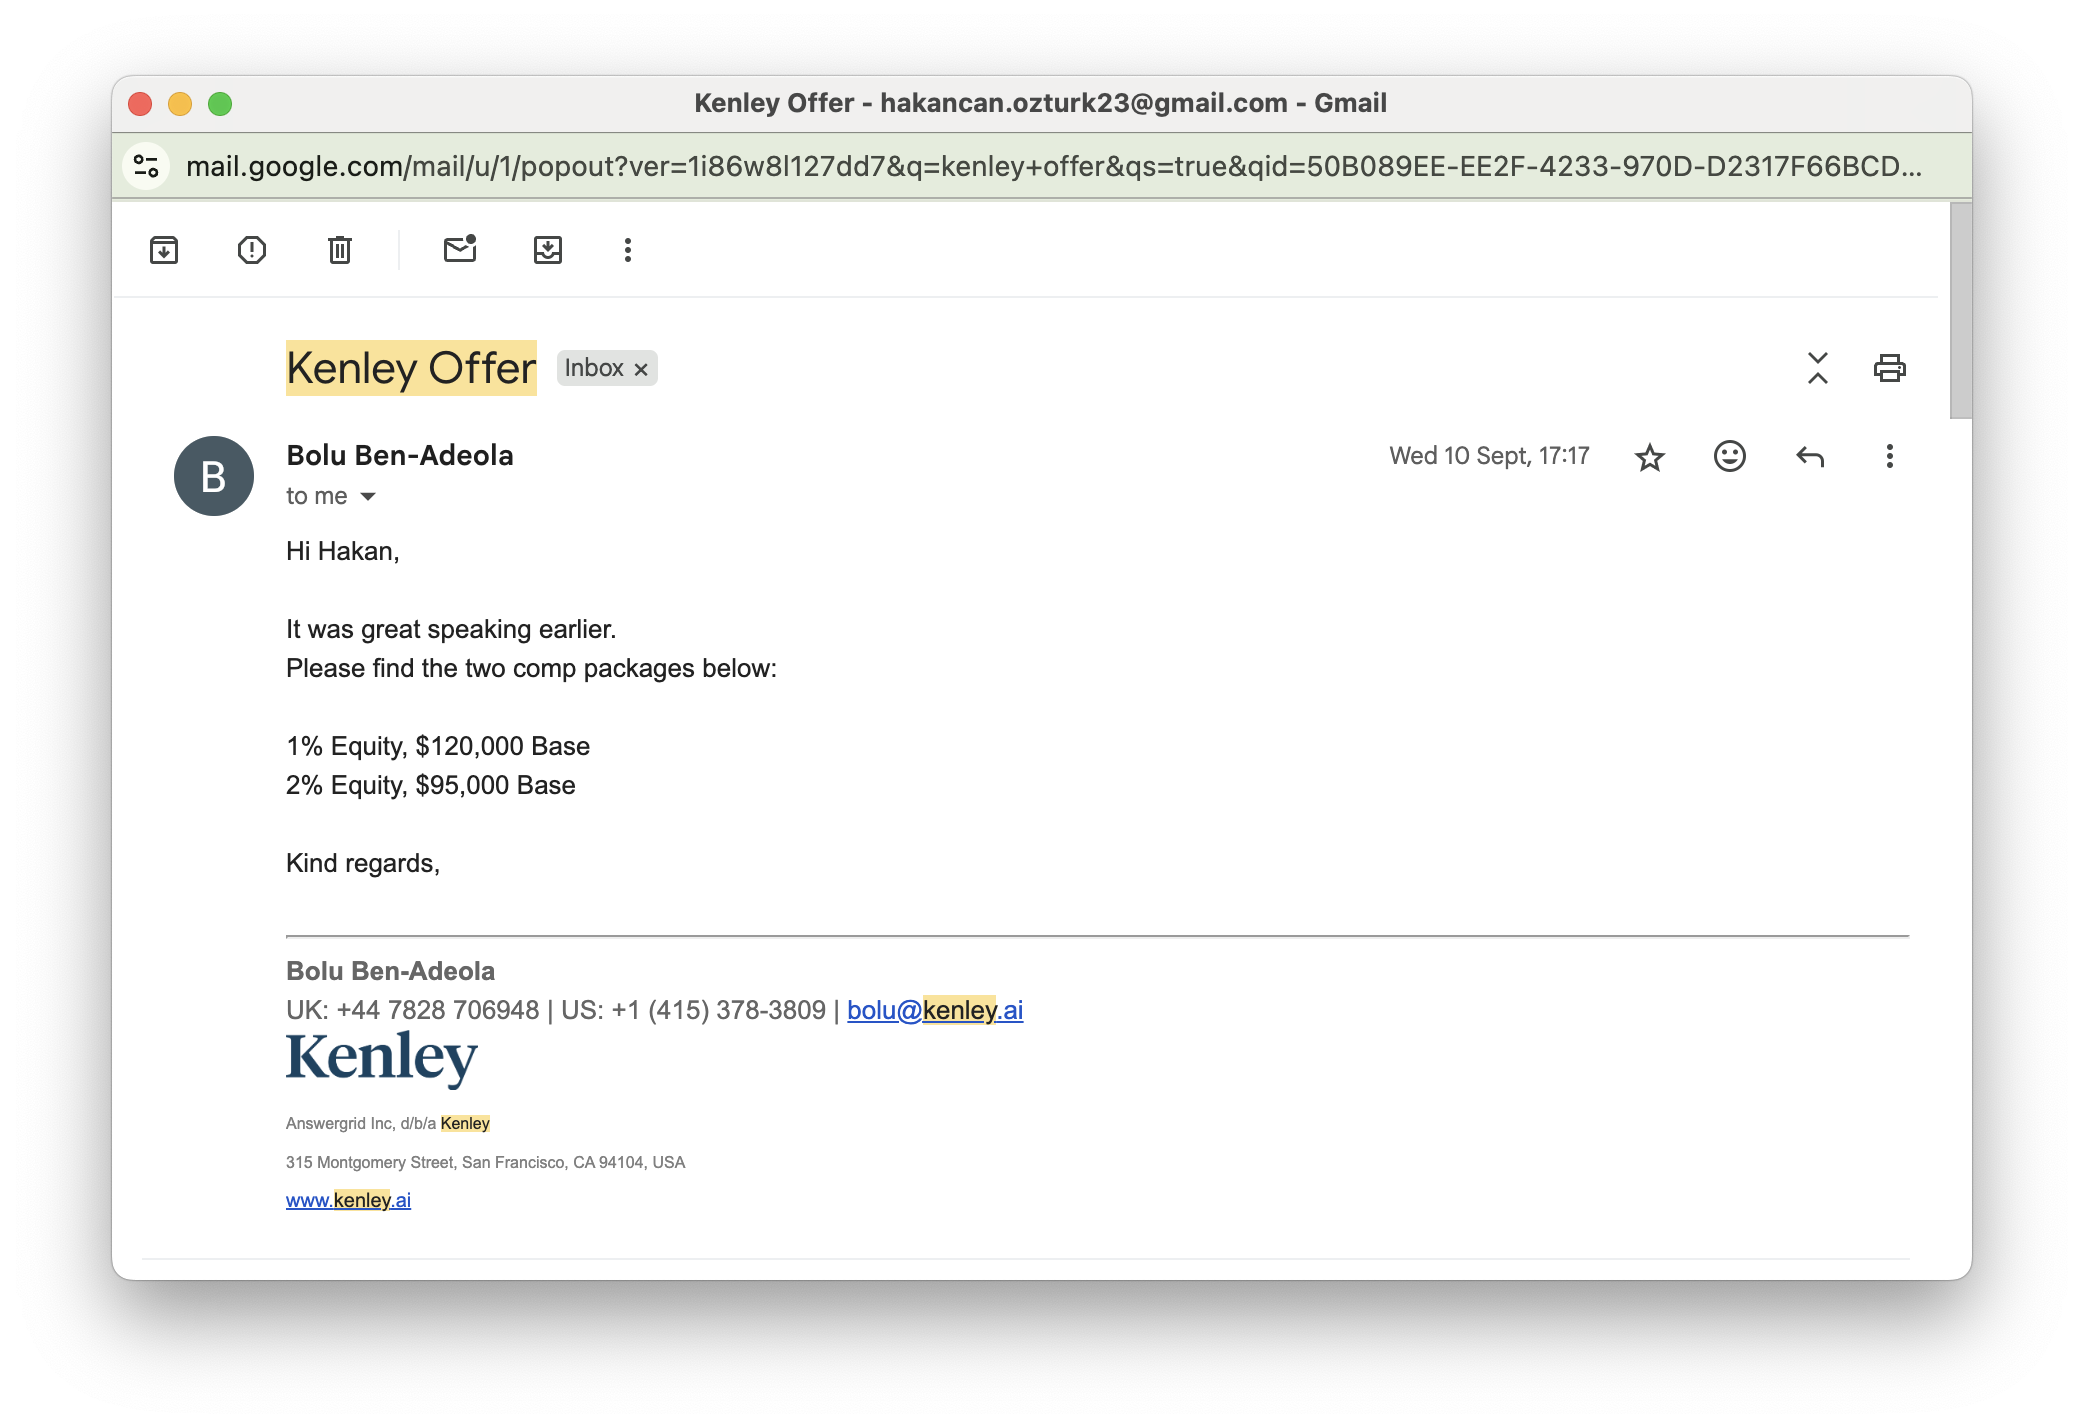 Kenley Offer - hakancan.ozturk23@gmail.com - Gmail
mail.google.com/mail/u/1/popout?ver=1i86w8l127dd7&q=kenley+offer&qs=true&qid=50B089EE-EE2F-4233-970D-D2317F66BCD...
Kenley Offer Inbox ×
Bolu Ben-Adeola Wed 10 Sept, 17:17
B
to me
Hi Hakan,
It was great speaking earlier.
Please find the two comp packages below:
1% Equity, $120,000 Base
2% Equity, $95,000 Base
Kind regards,
Bolu Ben-Adeola
UK: +44 7828 706948 | US: +1 (415) 378-3809 | bolu@kenley.ai
Kenley
Answergrid Inc, d/b/a Kenley
315 Montgomery Street, San Francisco, CA 94104, USA
www.kenley.ai